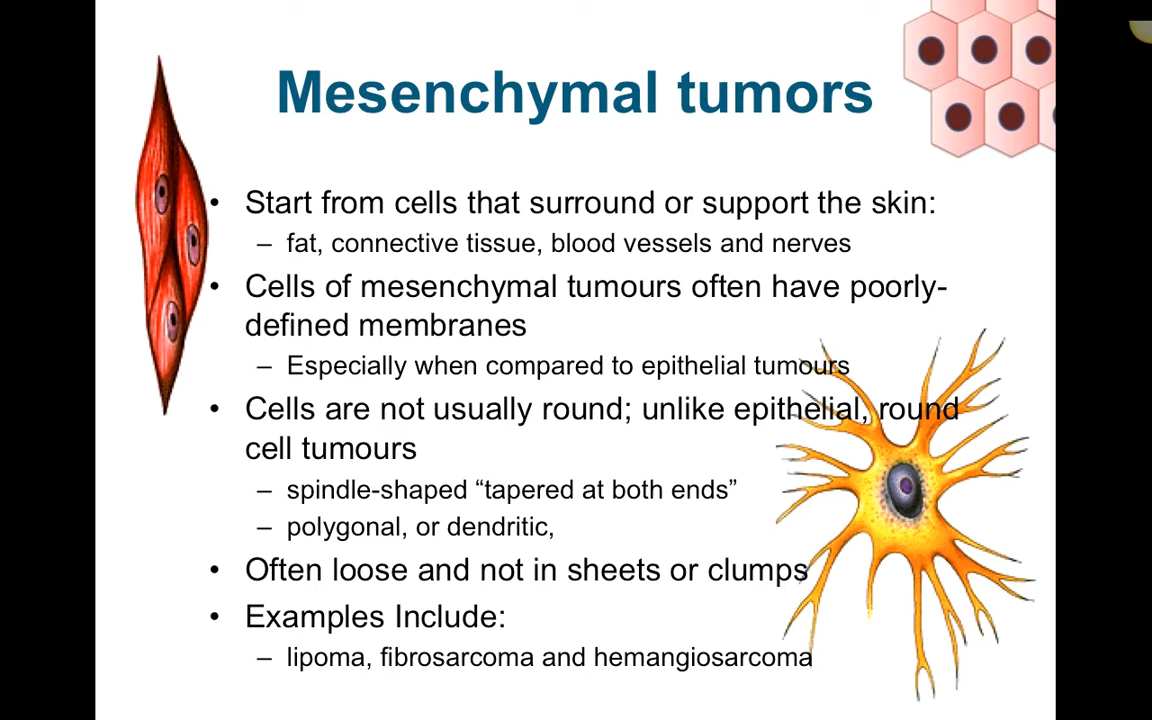 Mesenchymal tumors
• Start from cells that surround or support the skin:
– fat, connective tissue, blood vessels and nerves
• Cells of mesenchymal tumours often have poorly-
defined membranes
– Especially when compared to epithelial tumours
• Cells are not usually round; unlike epithelial, round
cell tumours
– spindle-shaped “tapered at both ends”
– polygonal, or dendritic,
• Often loose and not in sheets or clumps
• Examples Include:
– lipoma, fibrosarcoma and hemangiosarcoma